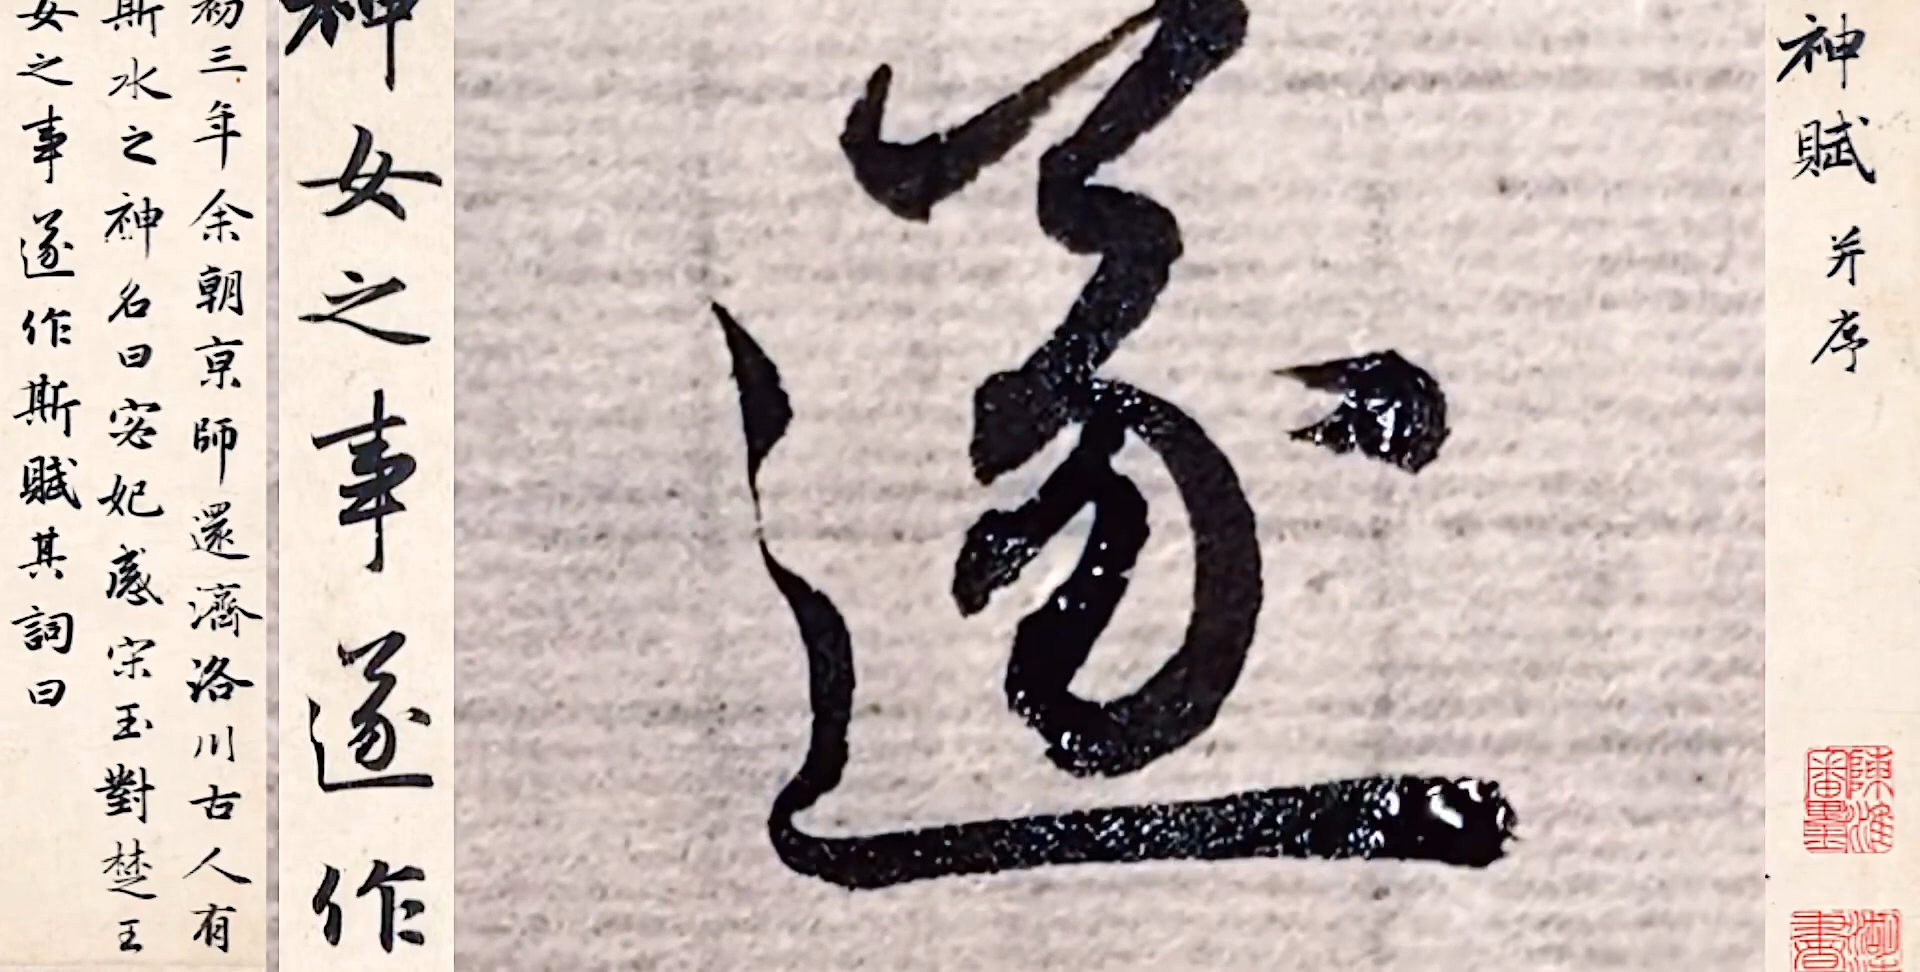 神賦 并序
遂
神女之事遂作
初三年余朝京師還濟洛川古人有
斯水之神名曰宓妃感宋玉對楚王
女之事遂作斯賦其詞曰